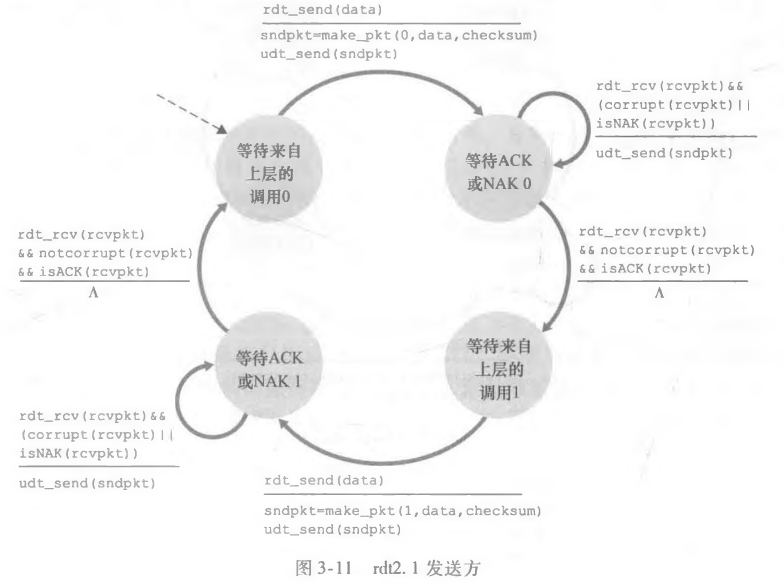 rdt_send(data)
sndpkt=make_pkt(0,data,checksum)
udt_send(sndpkt)
rdt_rcv(rcvpkt)&&
(corrupt(rcvpkt)||
isNAK(rcvpkt))
udt_send(sndpkt)
等待来自
上层的
调用0
等待ACK
或NAK 0
rdt_rcv(rcvpkt)
&& notcorrupt(rcvpkt)
&& isACK(rcvpkt)
Λ
rdt_rcv(rcvpkt)
&& notcorrupt(rcvpkt)
&& isACK(rcvpkt)
Λ
等待ACK
或NAK 1
等待来自
上层的
调用1
rdt_rcv(rcvpkt)&&
(corrupt(rcvpkt)||
isNAK(rcvpkt))
udt_send(sndpkt)
rdt_send(data)
sndpkt=make_pkt(1,data,checksum)
udt_send(sndpkt)
图 3-11 rdt2.1 发送方